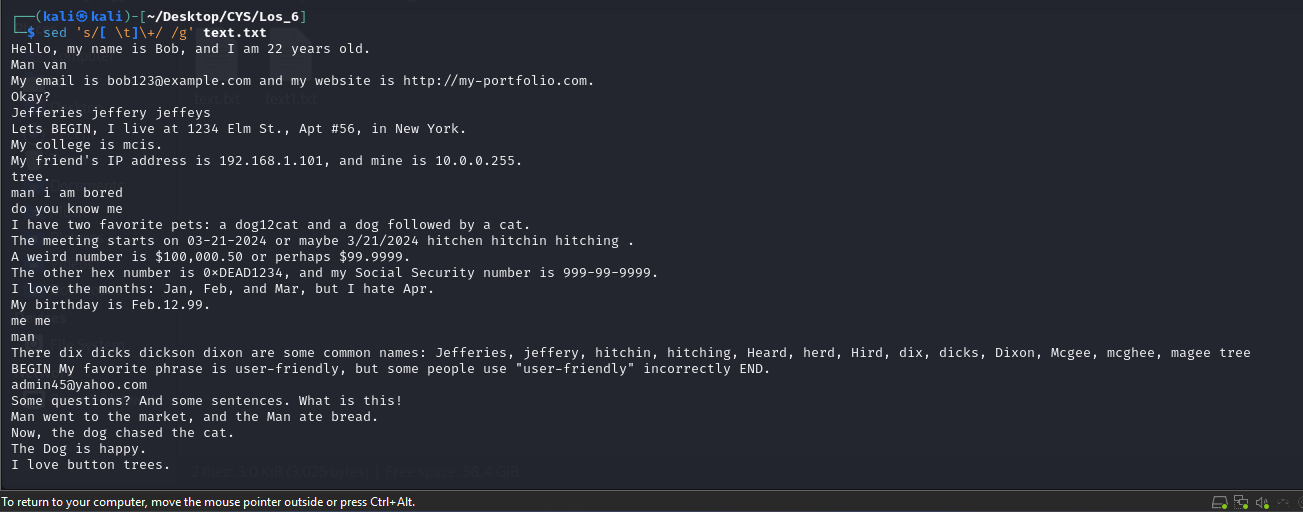 ┌──(kali㉿kali)-[~/Desktop/CYS/Los_6]
└─$ sed 's/[ \t]\+/ /g' text.txt
Hello, my name is Bob, and I am 22 years old.
Man van
My email is bob123@example.com and my website is http://my-portfolio.com.
Okay?
Jefferies jeffery jeffeys
Lets BEGIN, I live at 1234 Elm St., Apt #56, in New York.
My college is mcis.
My friend's IP address is 192.168.1.101, and mine is 10.0.0.255.
tree.
man i am bored
do you know me
I have two favorite pets: a dog12cat and a dog followed by a cat.
The meeting starts on 03-21-2024 or maybe 3/21/2024 hitchen hitchin hitching .
A weird number is $100,000.50 or perhaps $99.9999.
The other hex number is 0×DEAD1234, and my Social Security number is 999-99-9999.
I love the months: Jan, Feb, and Mar, but I hate Apr.
My birthday is Feb.12.99.
me me
man
There dix dicks dickson dixon are some common names: Jefferies, jeffery, hitchin, hitching, Heard, herd, Hird, dix, dicks, Dixon, Mcgee, mcghee, magee tree
BEGIN My favorite phrase is user-friendly, but some people use "user-friendly" incorrectly END.
admin45@yahoo.com
Some questions? And some sentences. What is this!
Man went to the market, and the Man ate bread.
Now, the dog chased the cat.
The Dog is happy.
I love button trees.
To return to your computer, move the mouse pointer outside or press Ctrl+Alt.